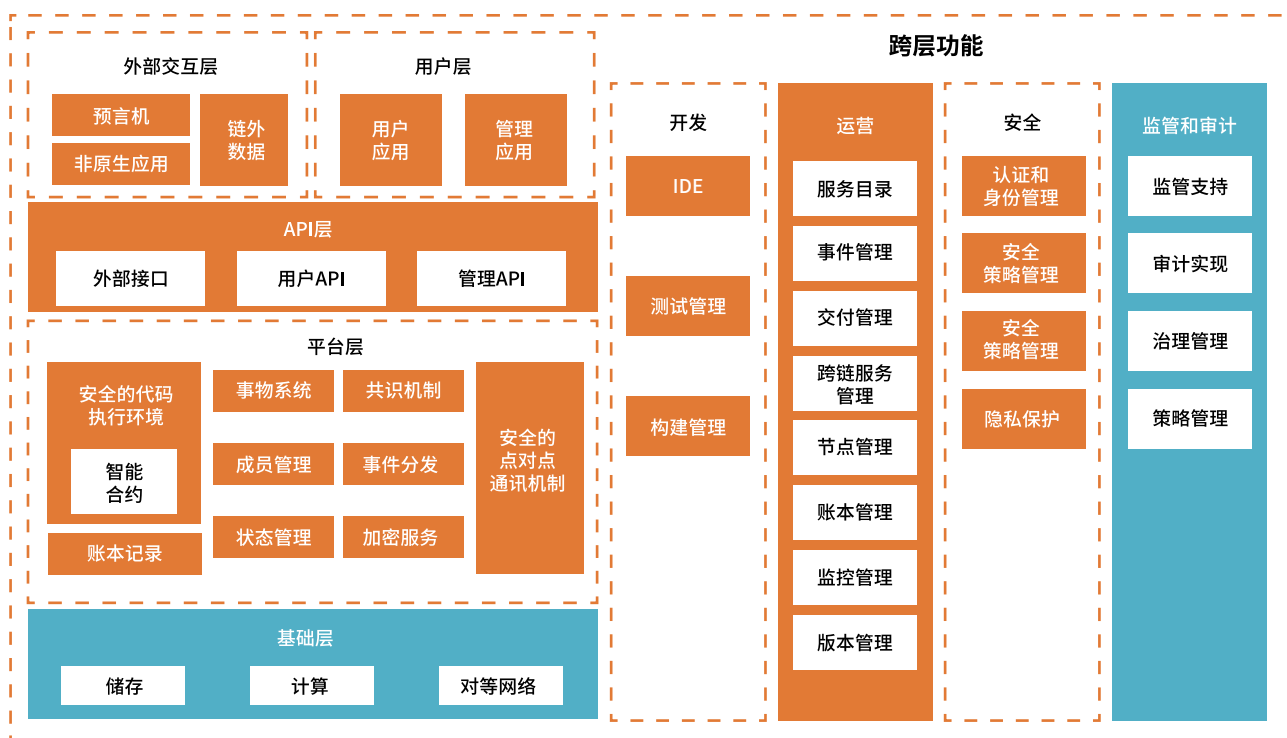 跨层功能
外部交互层
预言机
非原生应用
链外
数据
用户层
用户
应用
管理
应用
API层
外部接口
用户API
管理API
平台层
安全的代码
执行环境
智能
合约
账本记录
事物系统
共识机制
成员管理
事件分发
状态管理
加密服务
安全的
点对点
通讯机制
基础层
储存
计算
对等网络
开发
IDE
测试管理
构建管理
运营
服务目录
事件管理
交付管理
跨链服务
管理
节点管理
账本管理
监控管理
版本管理
安全
认证和
身份管理
安全
策略管理
安全
策略管理
隐私保护
监管和审计
监管支持
审计实现
治理管理
策略管理